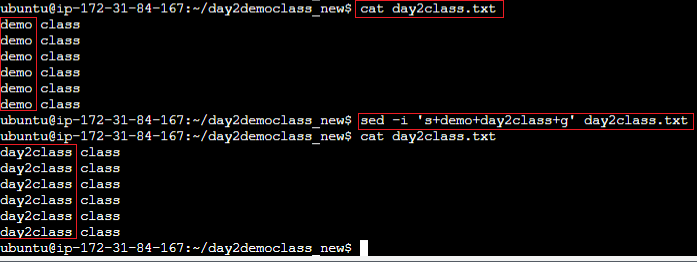 ubuntu@ip-172-31-84-167:~/day2democlass_new$ cat day2class.txt
demo class
demo class
demo class
demo class
demo class
demo class
ubuntu@ip-172-31-84-167:~/day2democlass_new$ sed -i 's+demo+day2class+g' day2class.txt
ubuntu@ip-172-31-84-167:~/day2democlass_new$ cat day2class.txt
day2class class
day2class class
day2class class
day2class class
day2class class
day2class class
ubuntu@ip-172-31-84-167:~/day2democlass_new$